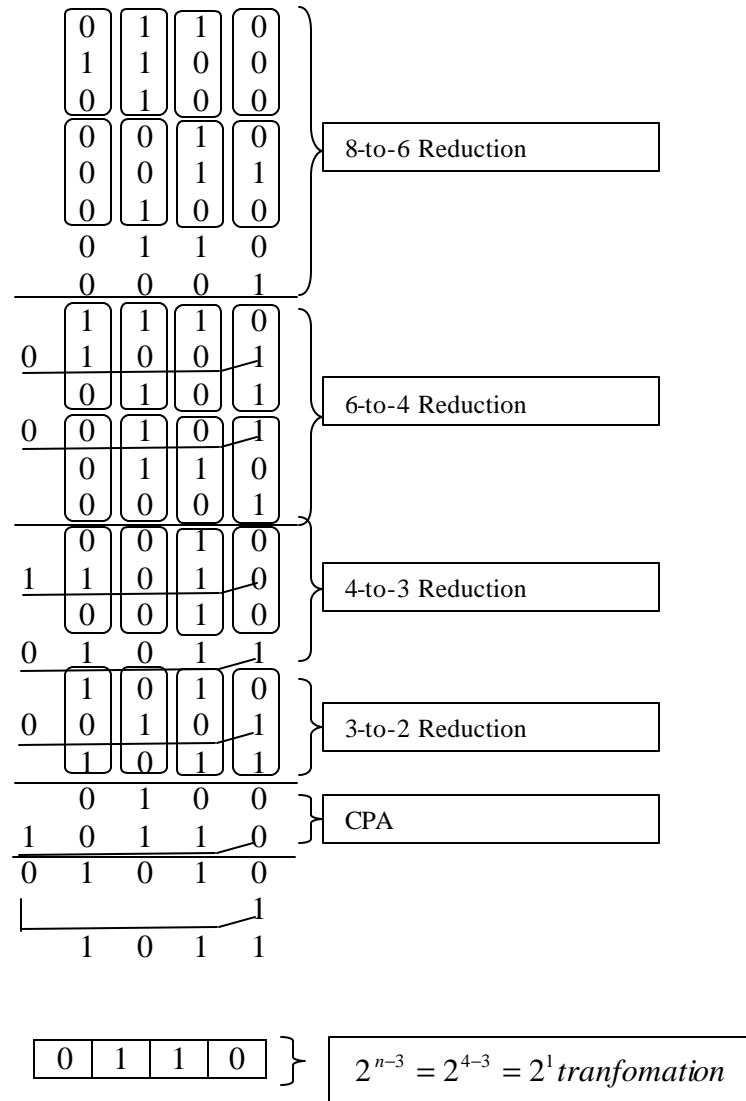 0 1 1 0
1 1 0 0
0 1 0 0
0 0 1 0
0 0 1 1
0 1 0 0
0 1 1 0
0 0 0 1
8-to-6 Reduction
1 1 1 0
0 1 0 0 1
0 1 0 1
0 0 1 0 1
0 1 1 0
0 0 0 1
6-to-4 Reduction
0 0 1 0
1 1 0 1 0
0 0 1 0
0 1 0 1 1
4-to-3 Reduction
1 0 1 0
0 0 1 0 1
1 0 1 1
3-to-2 Reduction
0 1 0 0
1 0 1 1 0
CPA
0 1 0 1 0
1
1 0 1 1
0 1 1 0
2^{n-3} = 2^{4-3} = 2^1 tranfomation